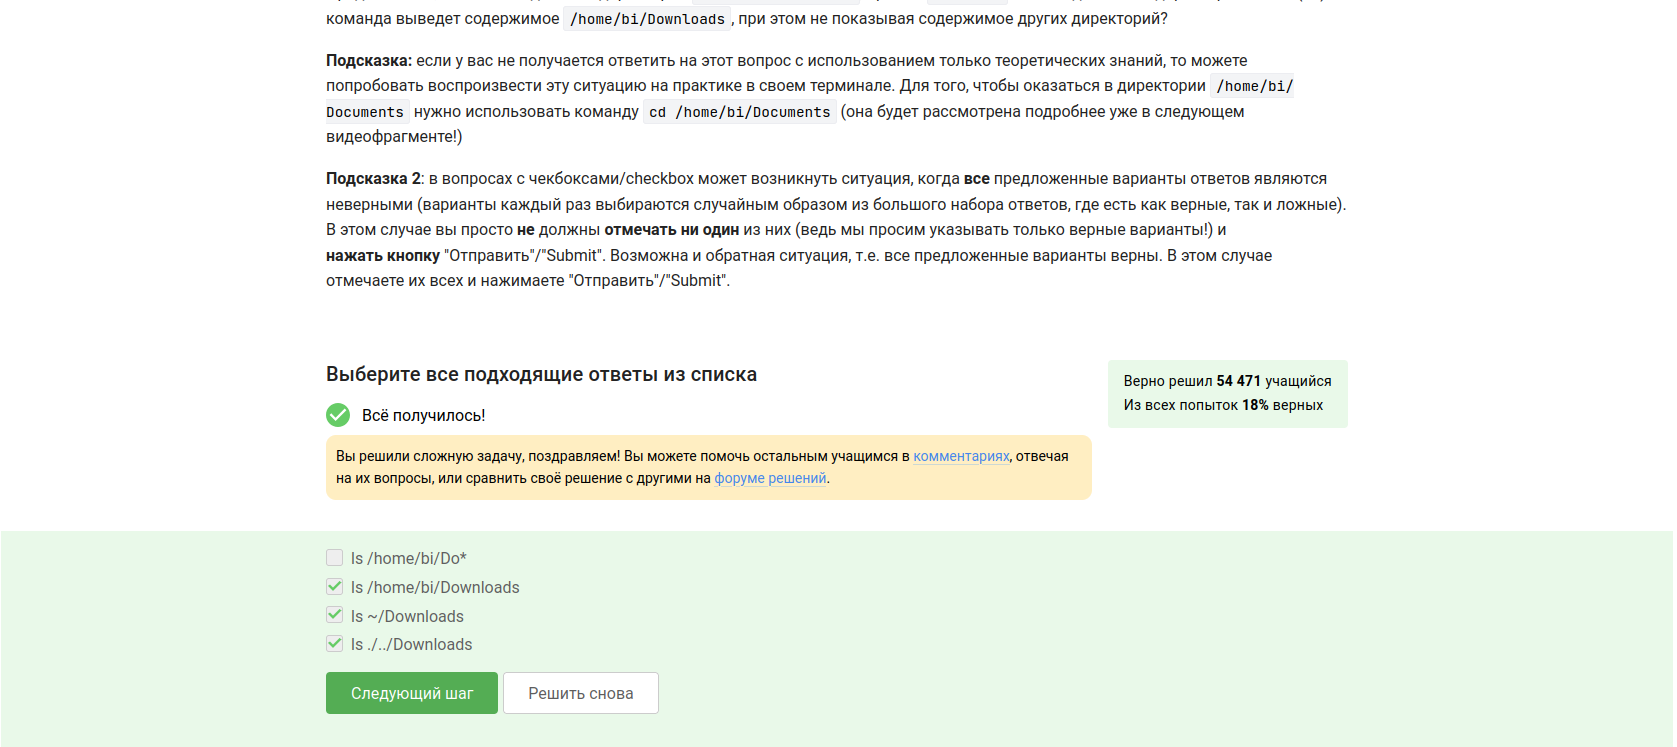 команда выведет содержимое /home/bi/Downloads, при этом не показывая содержимое других директорий?
Подсказка: если у вас не получается ответить на этот вопрос с использованием только теоретических знаний, то можете
попробовать воспроизвести эту ситуацию на практике в своем терминале. Для того, чтобы оказаться в директории /home/bi/
Documents нужно использовать команду cd /home/bi/Documents (она будет рассмотрена подробнее уже в следующем
видеофрагменте!)
Подсказка 2: в вопросах с чекбоксами/checkbox может возникнуть ситуация, когда все предложенные варианты ответов являются
неверными (варианты каждый раз выбираются случайным образом из большого набора ответов, где есть как верные, так и ложные).
В этом случае вы просто не должны отмечать ни один из них (ведь мы просим указывать только верные варианты!) и
нажать кнопку "Отправить"/"Submit". Возможна и обратная ситуация, т.е. все предложенные варианты верны. В этом случае
отмечаете их всех и нажимаете "Отправить"/"Submit".
Выберите все подходящие ответы из списка
Верно решил 54 471 учащийся
Из всех попыток 18% верных
Всё получилось!
Вы решили сложную задачу, поздравляем! Вы можете помочь остальным учащимся в комментариях, отвечая
на их вопросы, или сравнить своё решение с другими на форуме решений.
ls /home/bi/Do*
ls /home/bi/Downloads
ls ~/Downloads
ls ./../Downloads
Следующий шаг
Решить снова